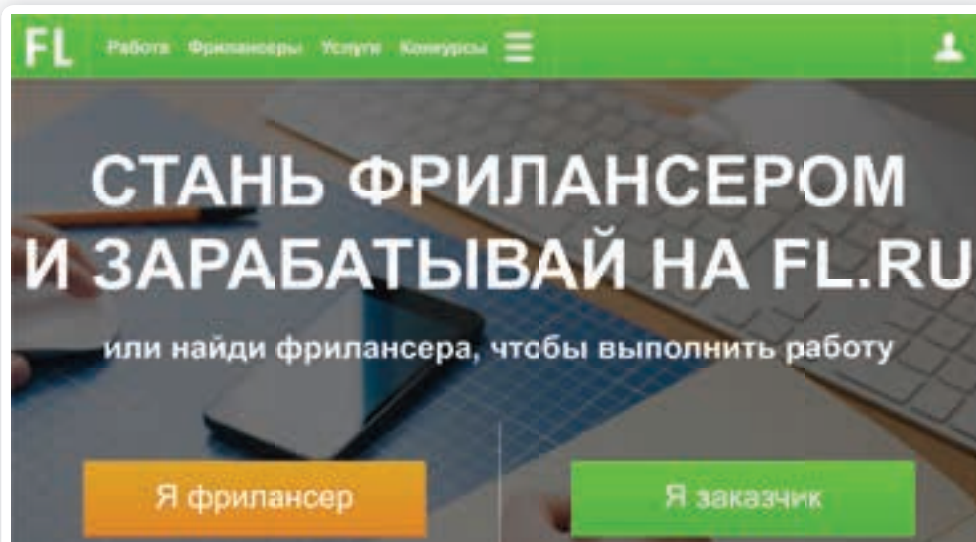 FL Работа Фрилансеры Услуги Конкурсы
СТАНЬ ФРИЛАНСЕРОМ
И ЗАРАБАТЫВАЙ НА FL.RU
или найди фрилансера, чтобы выполнить работу
Я фрилансер
Я заказчик